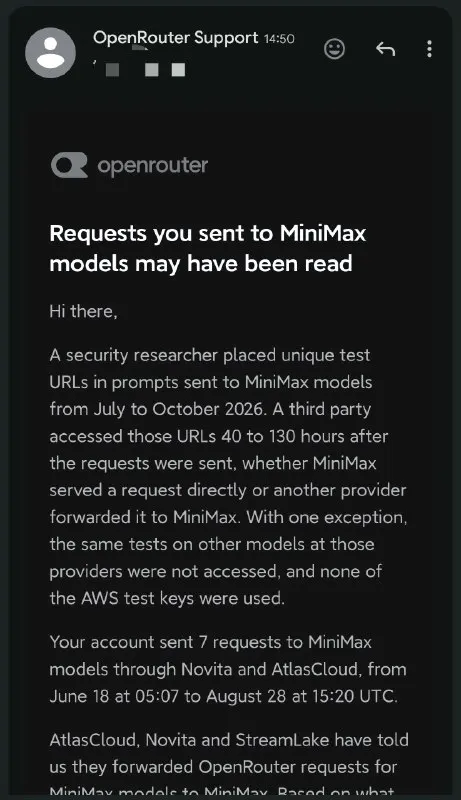 OpenRouter Support 14:50
openrouter
Requests you sent to MiniMax
models may have been read
Hi there,
A security researcher placed unique test
URLs in prompts sent to MiniMax models
from July to October 2026. A third party
accessed those URLs 40 to 130 hours after
the requests were sent, whether MiniMax
served a request directly or another provider
forwarded it to MiniMax. With one exception,
the same tests on other models at those
providers were not accessed, and none of
the AWS test keys were used.
Your account sent 7 requests to MiniMax
models through Novita and AtlasCloud, from
June 18 at 05:07 to August 28 at 15:20 UTC.
AtlasCloud, Novita and StreamLake have told
us they forwarded OpenRouter requests for
MiniMax models to MiniMax. Based on what